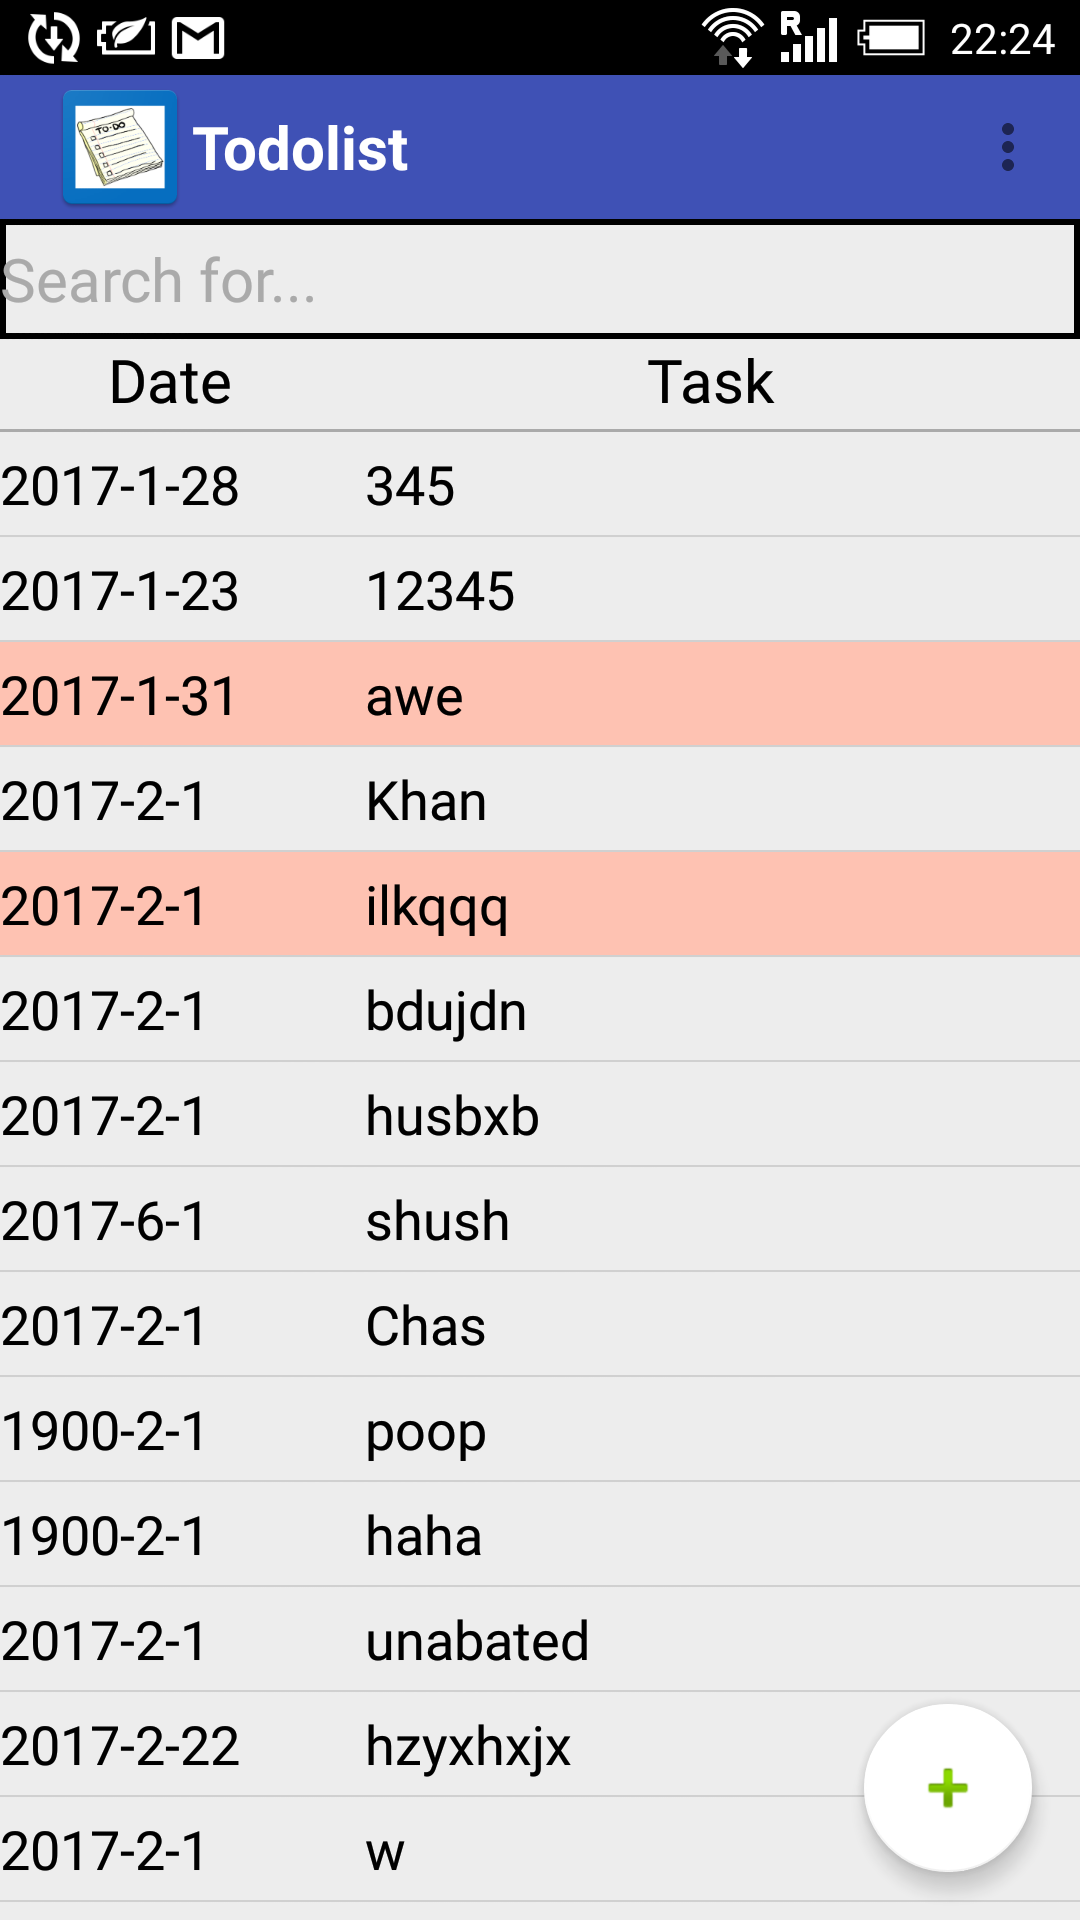 R 22:24
TO-DO
Todolist
Search for...
Date Task
2017-1-28 345
2017-1-23 12345
2017-1-31 awe
2017-2-1 Khan
2017-2-1 ilkqqq
2017-2-1 bdujdn
2017-2-1 husbxb
2017-6-1 shush
2017-2-1 Chas
1900-2-1 poop
1900-2-1 haha
2017-2-1 unabated
2017-2-22 hzyxhxjx
2017-2-1 w